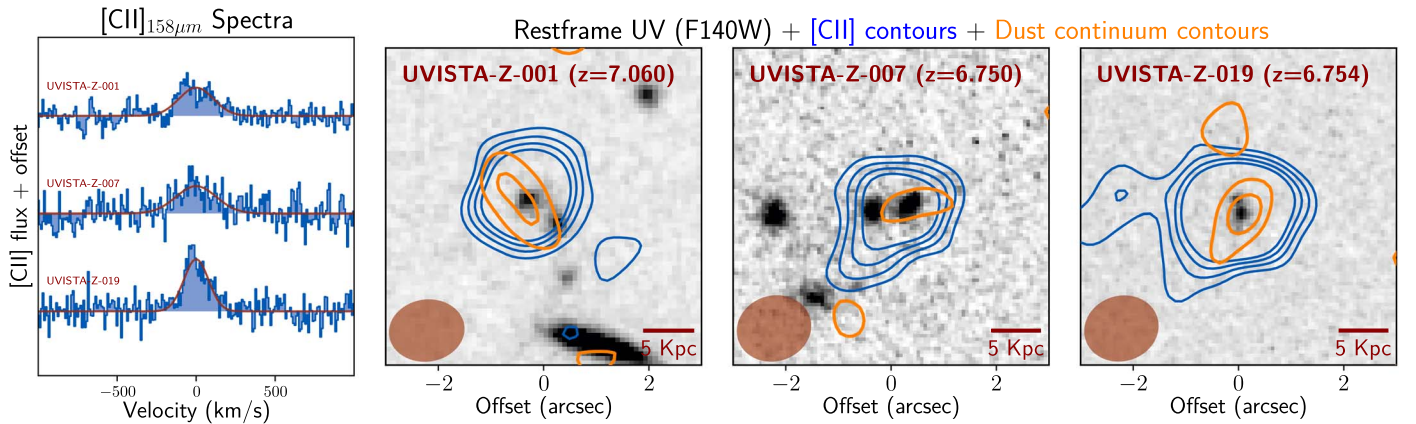 [CII]158μm Spectra
[CII] flux + offset
UVISTA-Z-001
UVISTA-Z-007
UVISTA-Z-019
−500 0 500
Velocity (km/s)
Restframe UV (F140W) + [CII] contours + Dust continuum contours
UVISTA-Z-001 (z=7.060)
5 Kpc
−2 0 2
Offset (arcsec)
UVISTA-Z-007 (z=6.750)
5 Kpc
−2 0 2
Offset (arcsec)
UVISTA-Z-019 (z=6.754)
5 Kpc
−2 0 2
Offset (arcsec)